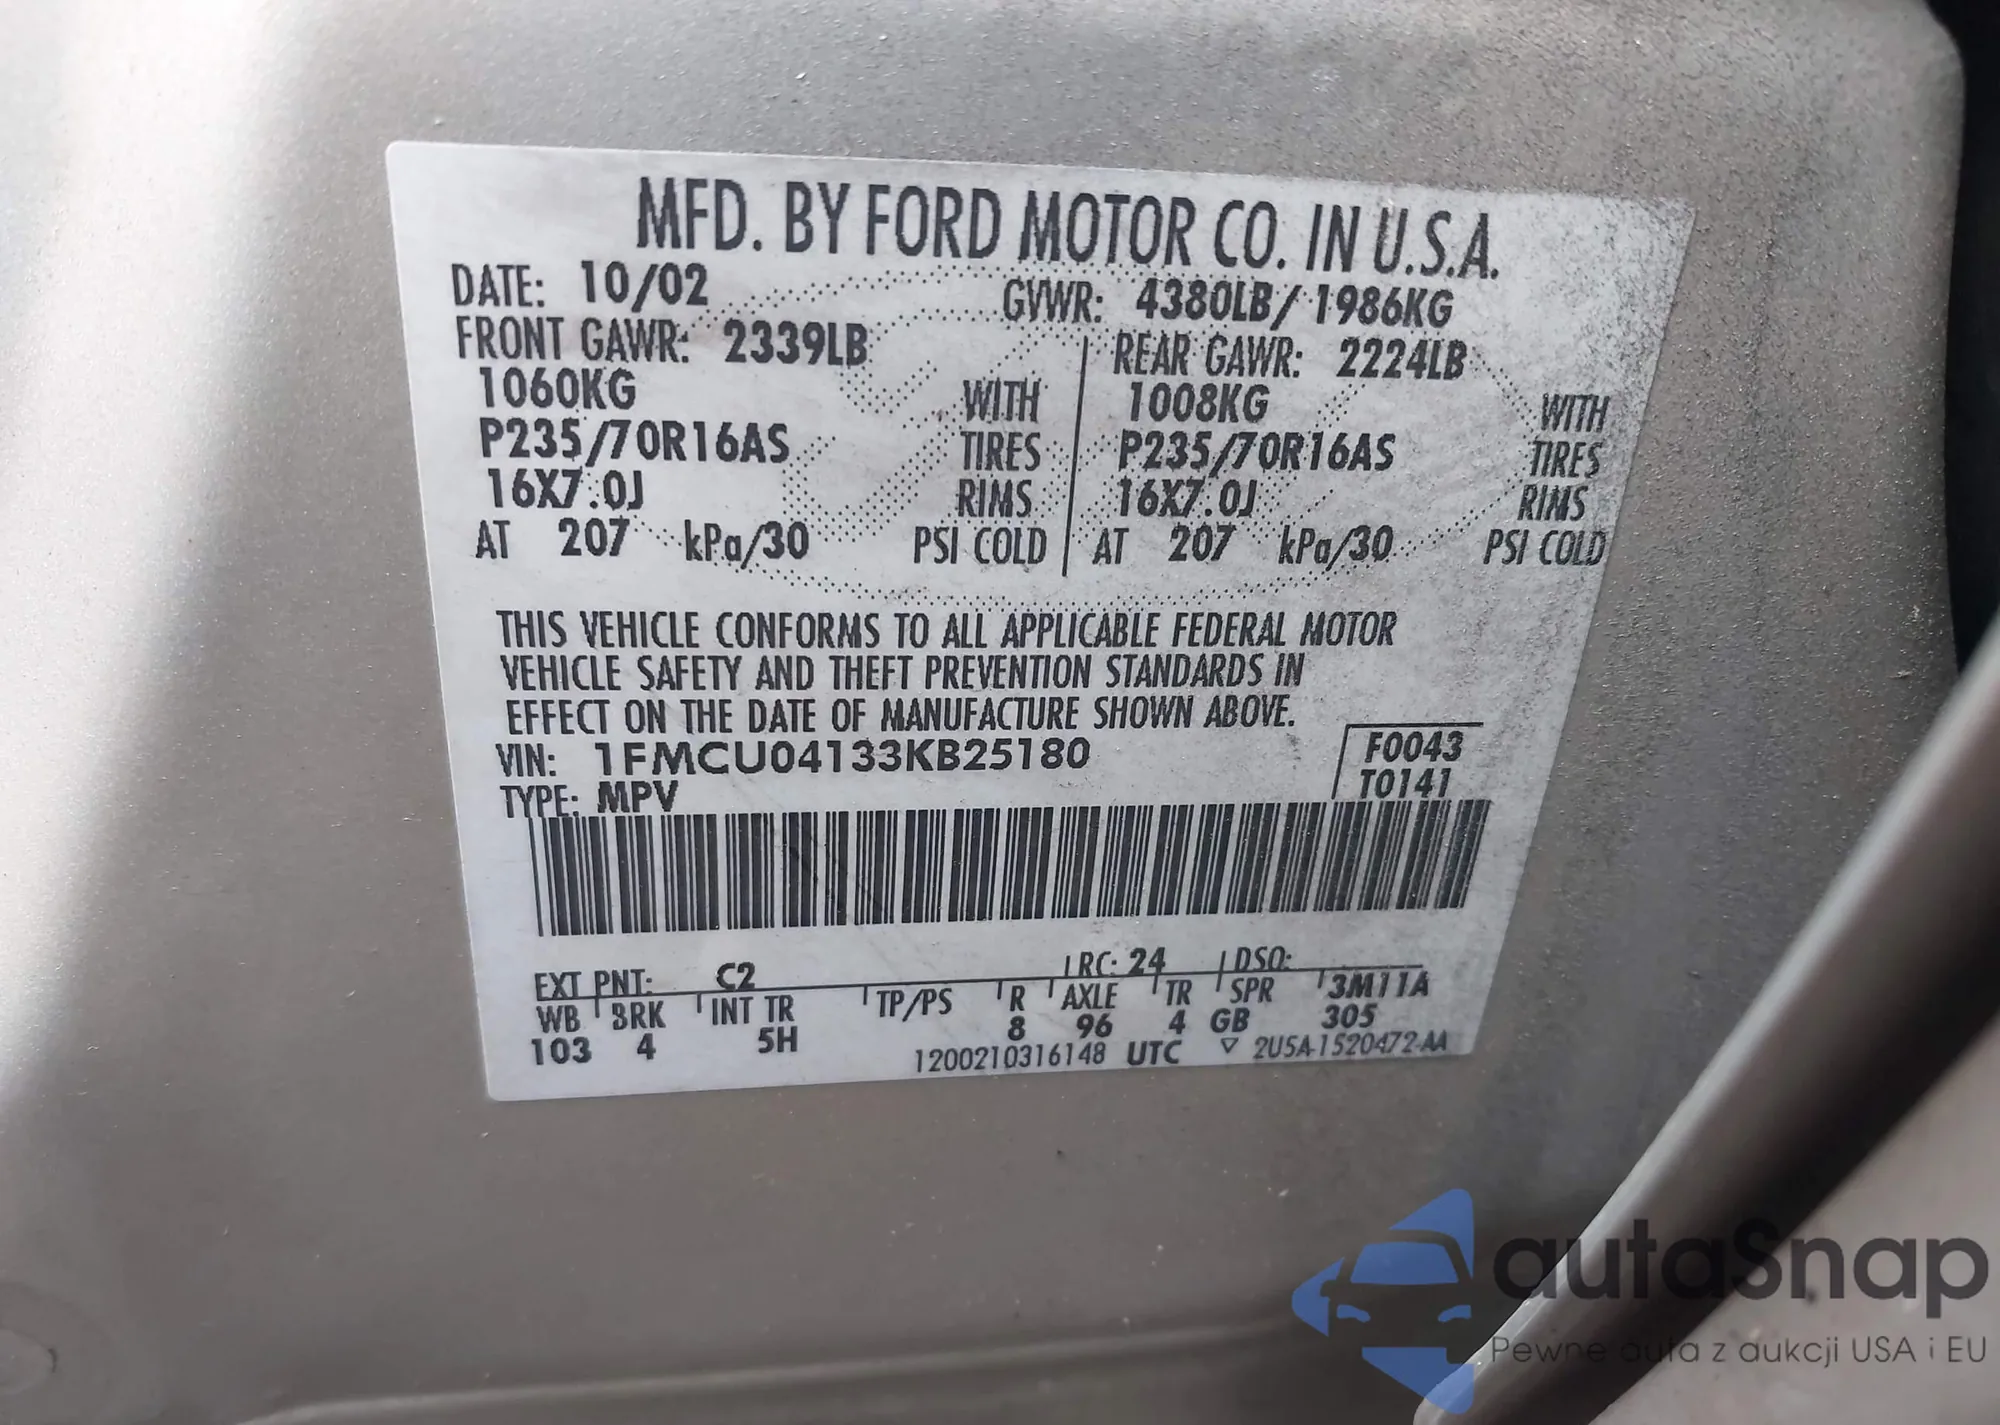 MFD. BY FORD MOTOR CO. IN U.S.A.
DATE: 10/02 GVWR: 4380LB/ 1986KG
FRONT GAWR: 2339LB REAR GAWR: 2224LB
1060KG WITH 1008KG WITH
P235/70R16AS TIRES P235/70R16AS TIRES
16X7.0J RIMS 16X7.0J RIMS
AT 207 kPa/30 PSI COLD AT 207 kPa/30 PSI COLD
THIS VEHICLE CONFORMS TO ALL APPLICABLE FEDERAL MOTOR
VEHICLE SAFETY AND THEFT PREVENTION STANDARDS IN
EFFECT ON THE DATE OF MANUFACTURE SHOWN ABOVE.
VIN: 1FMCU04133KB25180 F0043
TYPE: MPV T0141
EXT PNT: C2 RC: 24 DSO:
WB BRK INT TR TP/PS R AXLE TR SPR 3M11A
103 4 5H 8 96 4 GB 305
1200210316148 UTC ▽ 2U5A-1520472-AA
autaSnap
Pewne auta z aukcji USA i EU